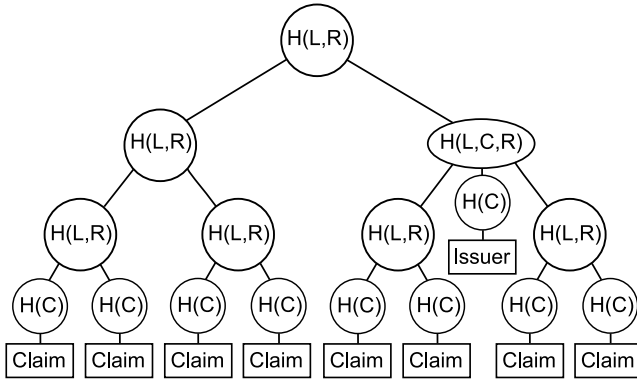 H(L,R)
H(L,R) H(L,C,R)
H(C)
H(L,R) H(L,R) H(L,R) H(L,R)
Issuer
H(C) H(C) H(C) H(C) H(C) H(C) H(C) H(C)
Claim Claim Claim Claim Claim Claim Claim Claim